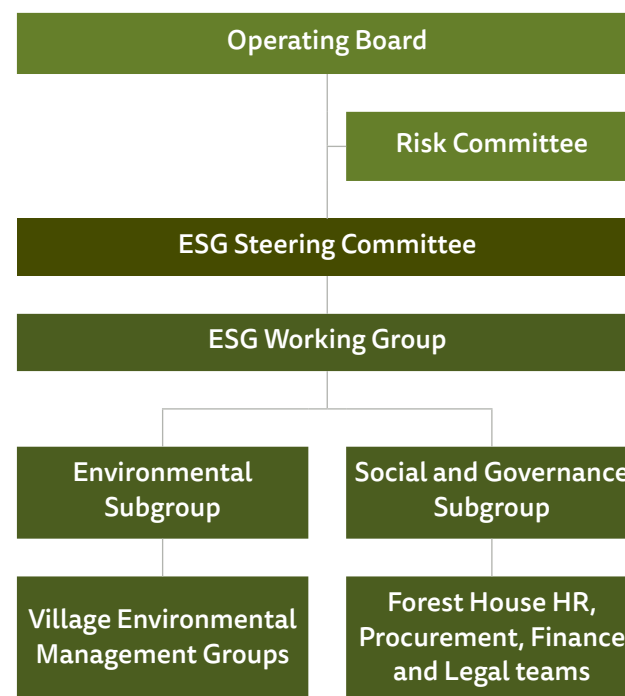 Operating Board
Risk Committee
ESG Steering Committee
ESG Working Group
Environmental
Subgroup
Social and Governance
Subgroup
Village Environmental
Management Groups
Forest House HR,
Procurement, Finance
and Legal teams